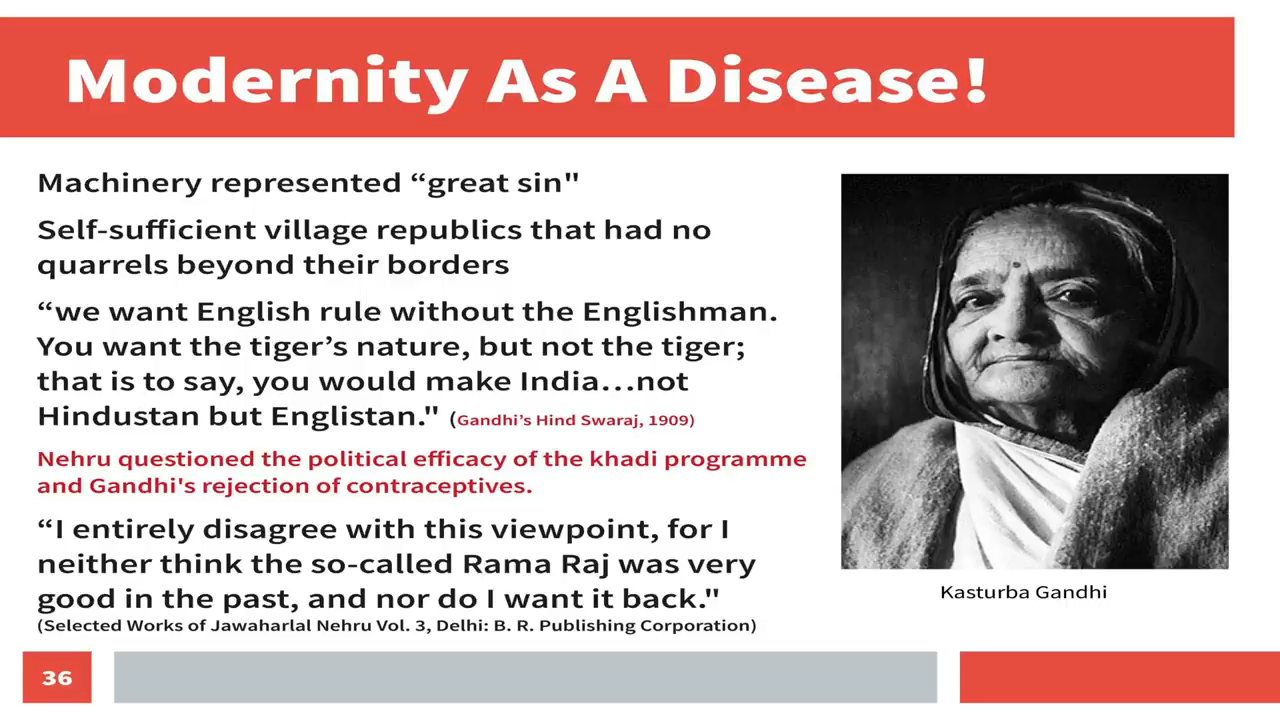 Modernity As A Disease!
Machinery represented “great sin"
Self-sufficient village republics that had no
quarrels beyond their borders
“we want English rule without the Englishman.
You want the tiger’s nature, but not the tiger;
that is to say, you would make India...not
Hindustan but Englistan." (Gandhi’s Hind Swaraj, 1909)
Nehru questioned the political efficacy of the khadi programme
and Gandhi's rejection of contraceptives.
“I entirely disagree with this viewpoint, for I
neither think the so-called Rama Raj was very
good in the past, and nor do I want it back."
(Selected Works of Jawaharlal Nehru Vol. 3, Delhi: B. R. Publishing Corporation)
Kasturba Gandhi
36